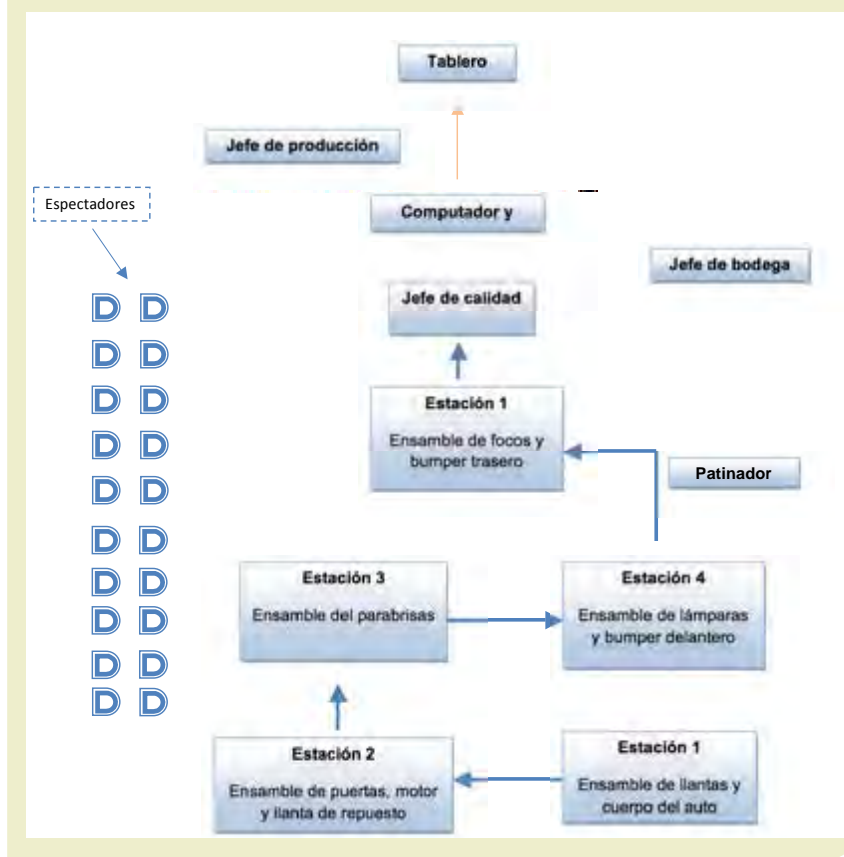 Tablero
Jefe de producción
Espectadores
Computador y
Jefe de bodega
Jefe de calidad
Estación 1
Ensamble de focos y
bumper trasero
Patinador
Estación 3
Ensamble del parabrisas
Estación 4
Ensamble de lámparas
y bumper delantero
Estación 2
Ensamble de puertas, motor
y llanta de repuesto
Estación 1
Ensamble de llantas y
cuerpo del auto